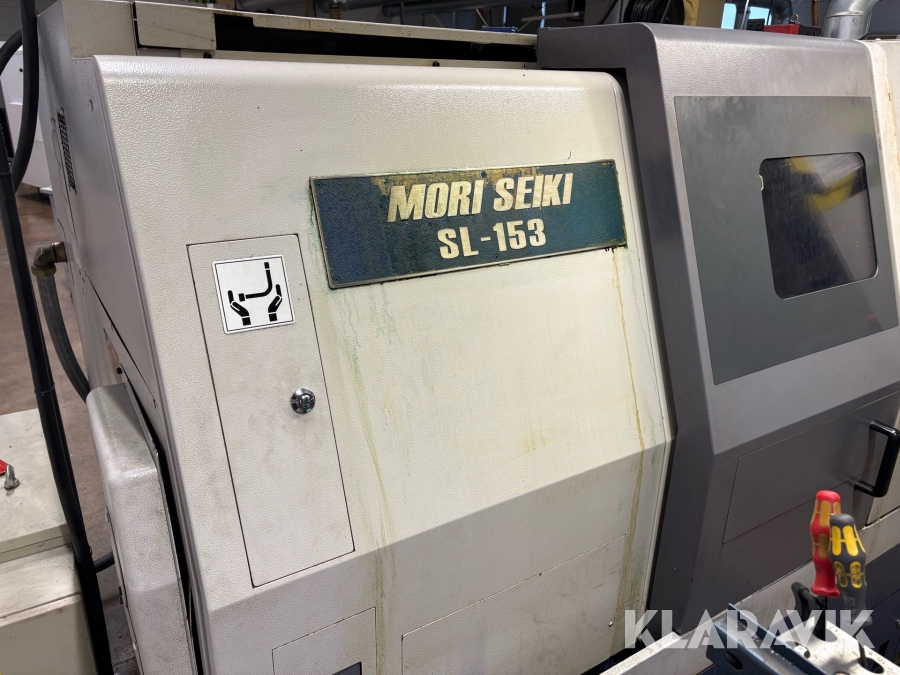 MORI SEIKI
SL-153
KLARAVIK